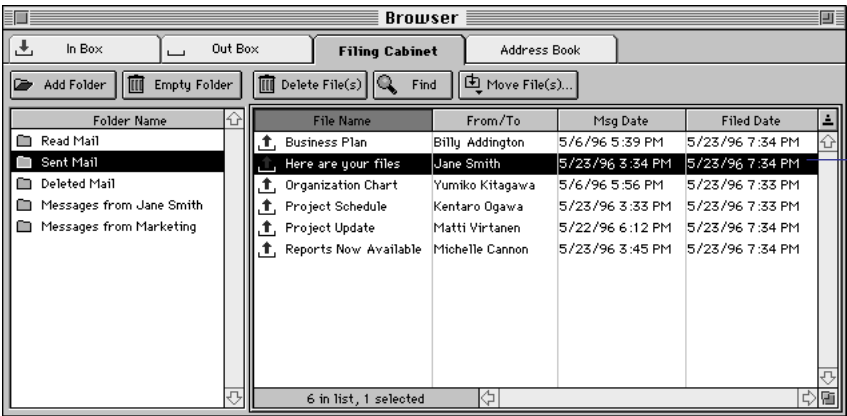 Browser
In Box
Out Box
Filing Cabinet
Address Book
Add Folder
Empty Folder
Delete File(s)
Find
Move File(s)...
Folder Name
Read Mail
Sent Mail
Deleted Mail
Messages from Jane Smith
Messages from Marketing
File Name From/To Msg Date Filed Date
Business Plan Billy Addington 5/6/96 5:39 PM 5/23/96 7:34 PM
Here are your files Jane Smith 5/23/96 3:34 PM 5/23/96 7:34 PM
Organization Chart Yumiko Kitagawa 5/6/96 5:56 PM 5/23/96 7:33 PM
Project Schedule Kentaro Ogawa 5/23/96 3:33 PM 5/23/96 7:33 PM
Project Update Matti Virtanen 5/22/96 6:12 PM 5/23/96 7:34 PM
Reports Now Available Michelle Cannon 5/23/96 3:45 PM 5/23/96 7:34 PM
6 in list, 1 selected